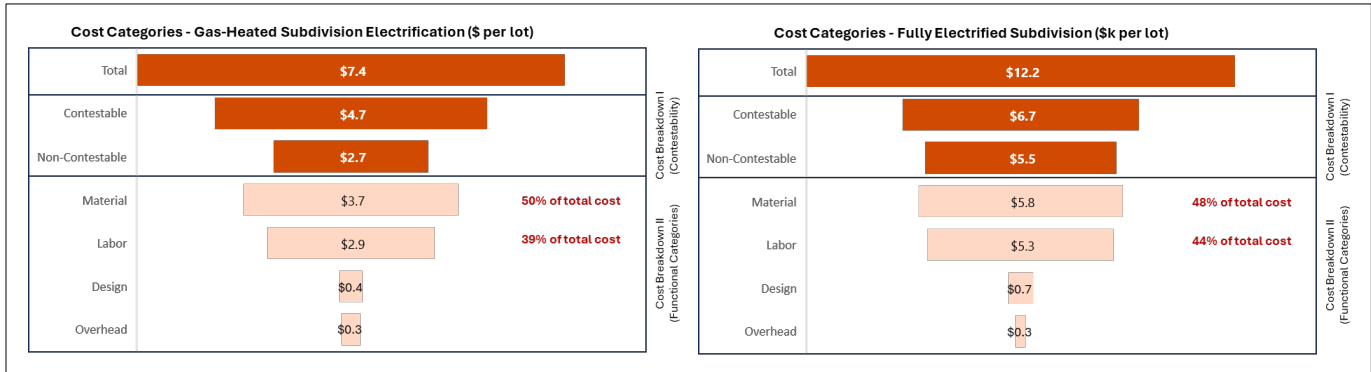 Cost Categories - Gas-Heated Subdivision Electrification ($ per lot)
Total
$7.4
Contestable
$4.7
Non-Contestable
$2.7
Cost Breakdown I
(Contestability)
Material
$3.7
50% of total cost
Labor
$2.9
39% of total cost
Design
$0.4
Overhead
$0.3
Cost Breakdown II
(Functional Categories)
Cost Categories - Fully Electrified Subdivision ($k per lot)
Total
$12.2
Contestable
$6.7
Non-Contestable
$5.5
Cost Breakdown I
(Contestability)
Material
$5.8
48% of total cost
Labor
$5.3
44% of total cost
Design
$0.7
Overhead
$0.3
Cost Breakdown II
(Functional Categories)